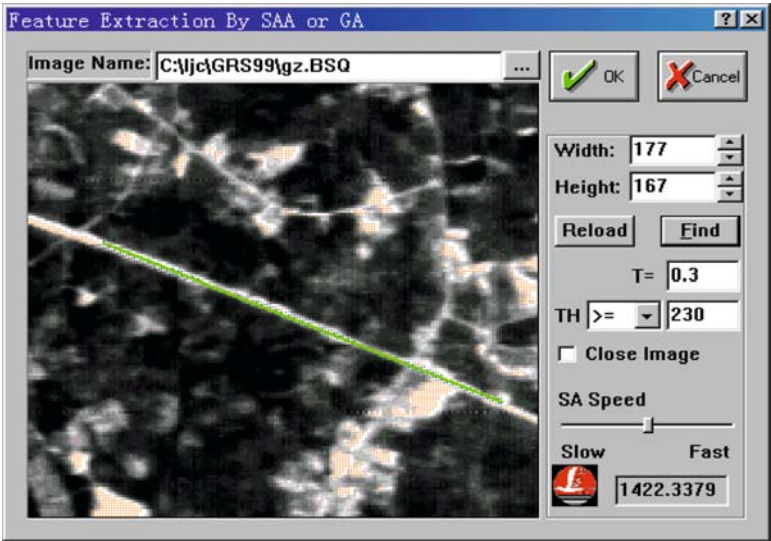 Feature Extraction By SAA or GA
? x
Image Name: C:\ljc\GRS99\gz.BSQ ...
OK Cancel
Width: 177
Height: 167
Reload Find
T= 0.3
TH >= 230
Close Image
SA Speed
Slow Fast
1422.3379